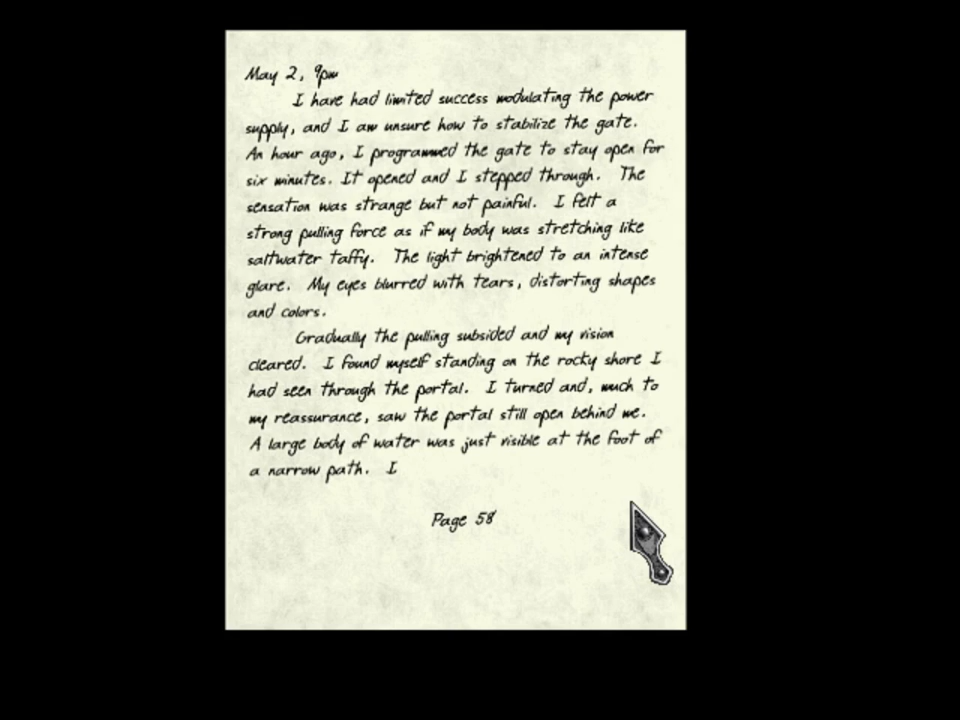 May 2, 9pm
I have had limited success modulating the power
supply, and I am unsure how to stabilize the gate.
An hour ago, I programmed the gate to stay open for
six minutes. It opened and I stepped through. The
sensation was strange but not painful. I felt a
strong pulling force as if my body was stretching like
saltwater taffy. The light brightened to an intense
glare. My eyes blurred with tears, distorting shapes
and colors.
Gradually the pulling subsided and my vision
cleared. I found myself standing on the rocky shore I
had seen through the portal. I turned and, much to
my reassurance, saw the portal still open behind me.
A large body of water was just visible at the foot of
a narrow path. I
Page 58